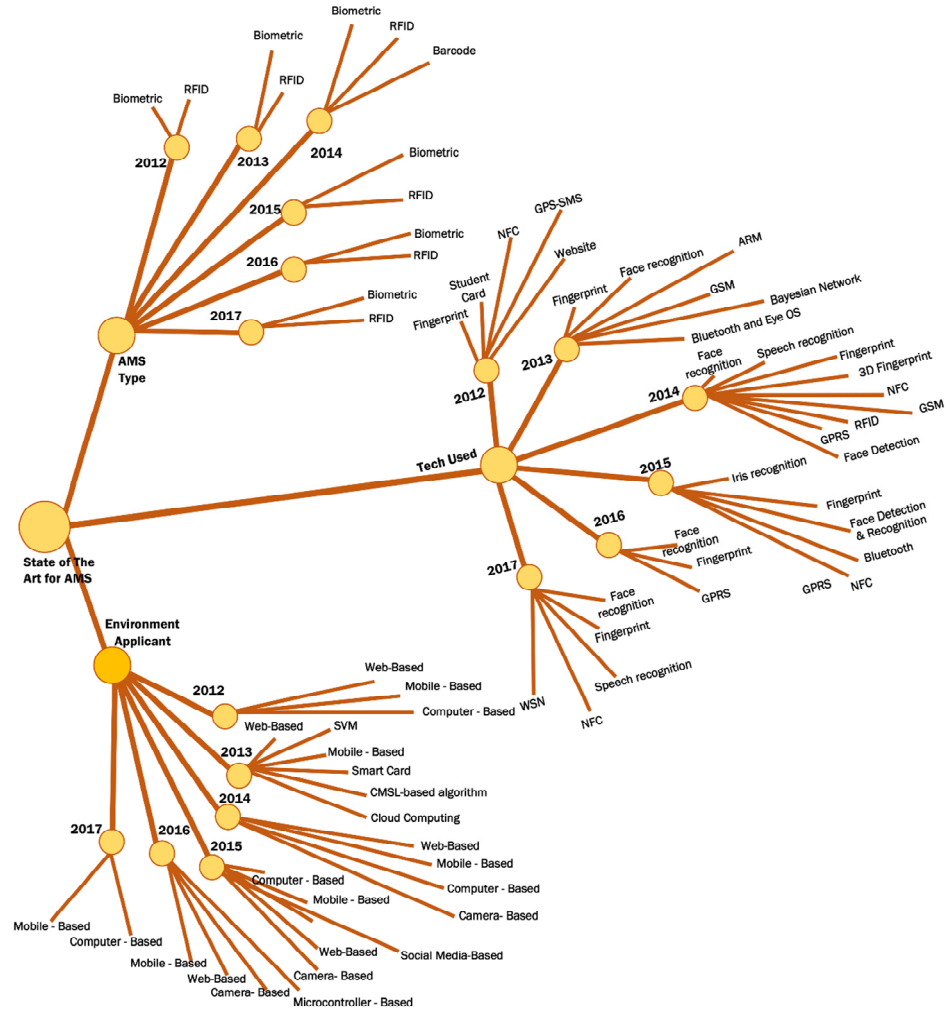 Biometric
RFID
2012
Biometric
RFID
2013
Biometric
RFID
Barcode
2014
Biometric
RFID
2015
Biometric
RFID
2016
Biometric
RFID
2017
AMS
Type
State of The
Art for AMS
Tech Used
Fingerprint
Student
Card
NFC
GPS-SMS
Website
2012
Fingerprint
Face recognition
ARM
GSM
Bayesian Network
Bluetooth and Eye OS
2013
Face
recognition
Speech recognition
Fingerprint
3D Fingerprint
NFC
GSM
RFID
GPRS
Face Detection
2014
Iris recognition
Fingerprint
Face Detection
& Recognition
Bluetooth
NFC
GPRS
2015
Face
recognition
Fingerprint
GPRS
2016
Face
recognition
Fingerprint
Speech recognition
NFC
WSN
2017
Environment
Applicant
Web-Based
Mobile - Based
Computer - Based
2012
Web-Based
SVM
Mobile - Based
Smart Card
CMSL-based algorithm
Cloud Computing
2013
Web-Based
Mobile - Based
Computer - Based
Camera- Based
2014
Computer - Based
Mobile - Based
Social Media-Based
Web-Based
Camera- Based
2015
Mobile - Based
Web-Based
Camera- Based
Microcontroller - Based
2016
Mobile - Based
Computer - Based
2017